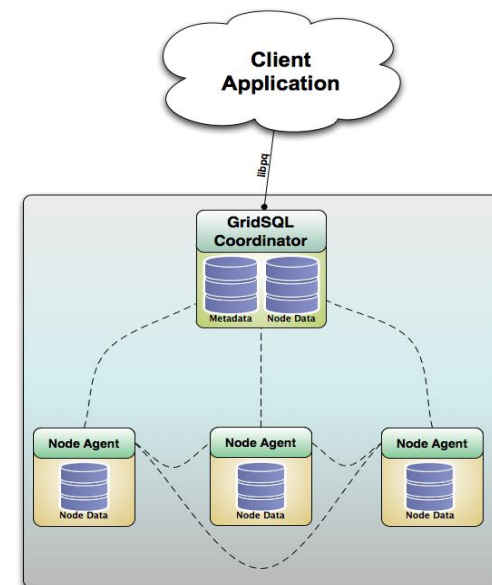 Client
Application
libpq
GridSQL
Coordinator
Metadata
Node Data
Node Agent
Node Data
Node Agent
Node Data
Node Agent
Node Data